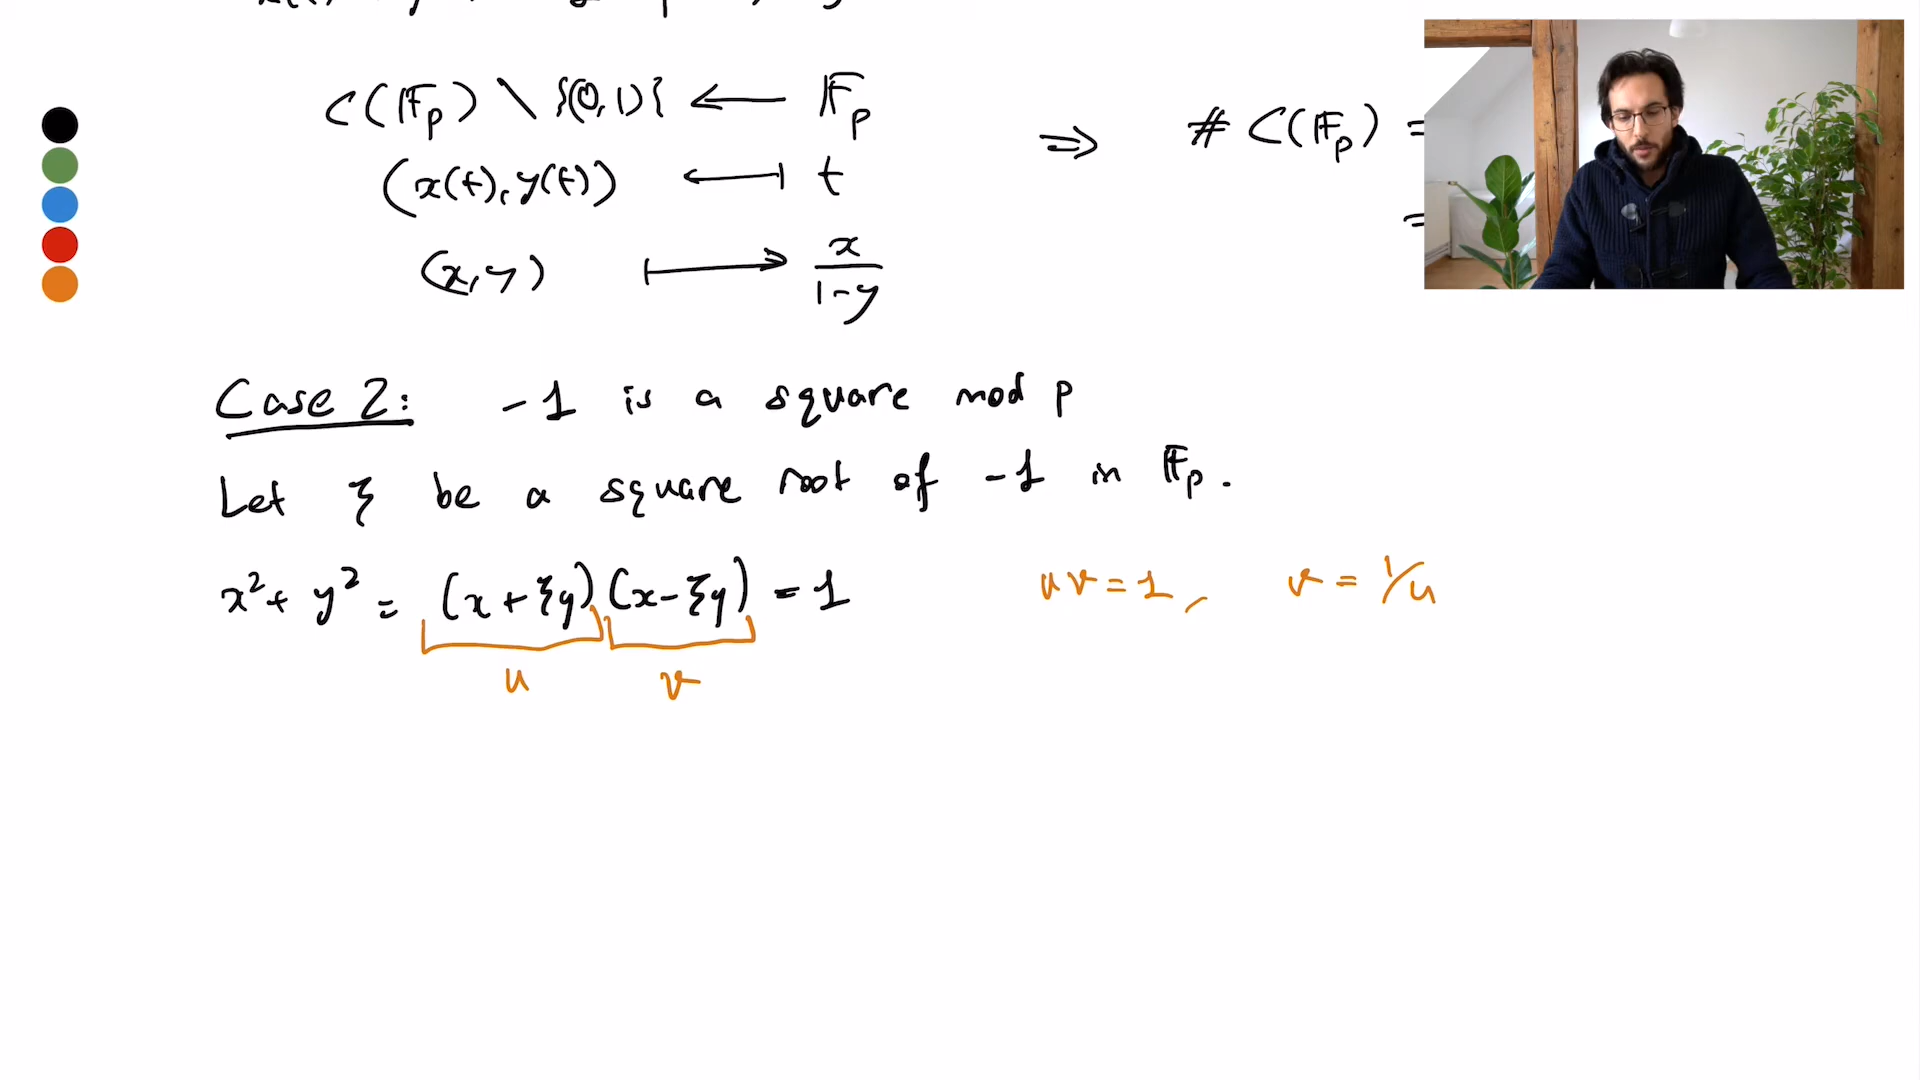 C(𝔽p) \ {(0,1)} ⟵ 𝔽p ⇒ # C(𝔽p) =
(x(t), y(t)) ⟻ t =
(x, y) ⟼ x/(1-y)
Case 2: -1 is a square mod p
Let ξ be a square root of -1 in 𝔽p.
x² + y² = (x + ξy)(x - ξy) = 1 uv = 1, v = 1/u
u v